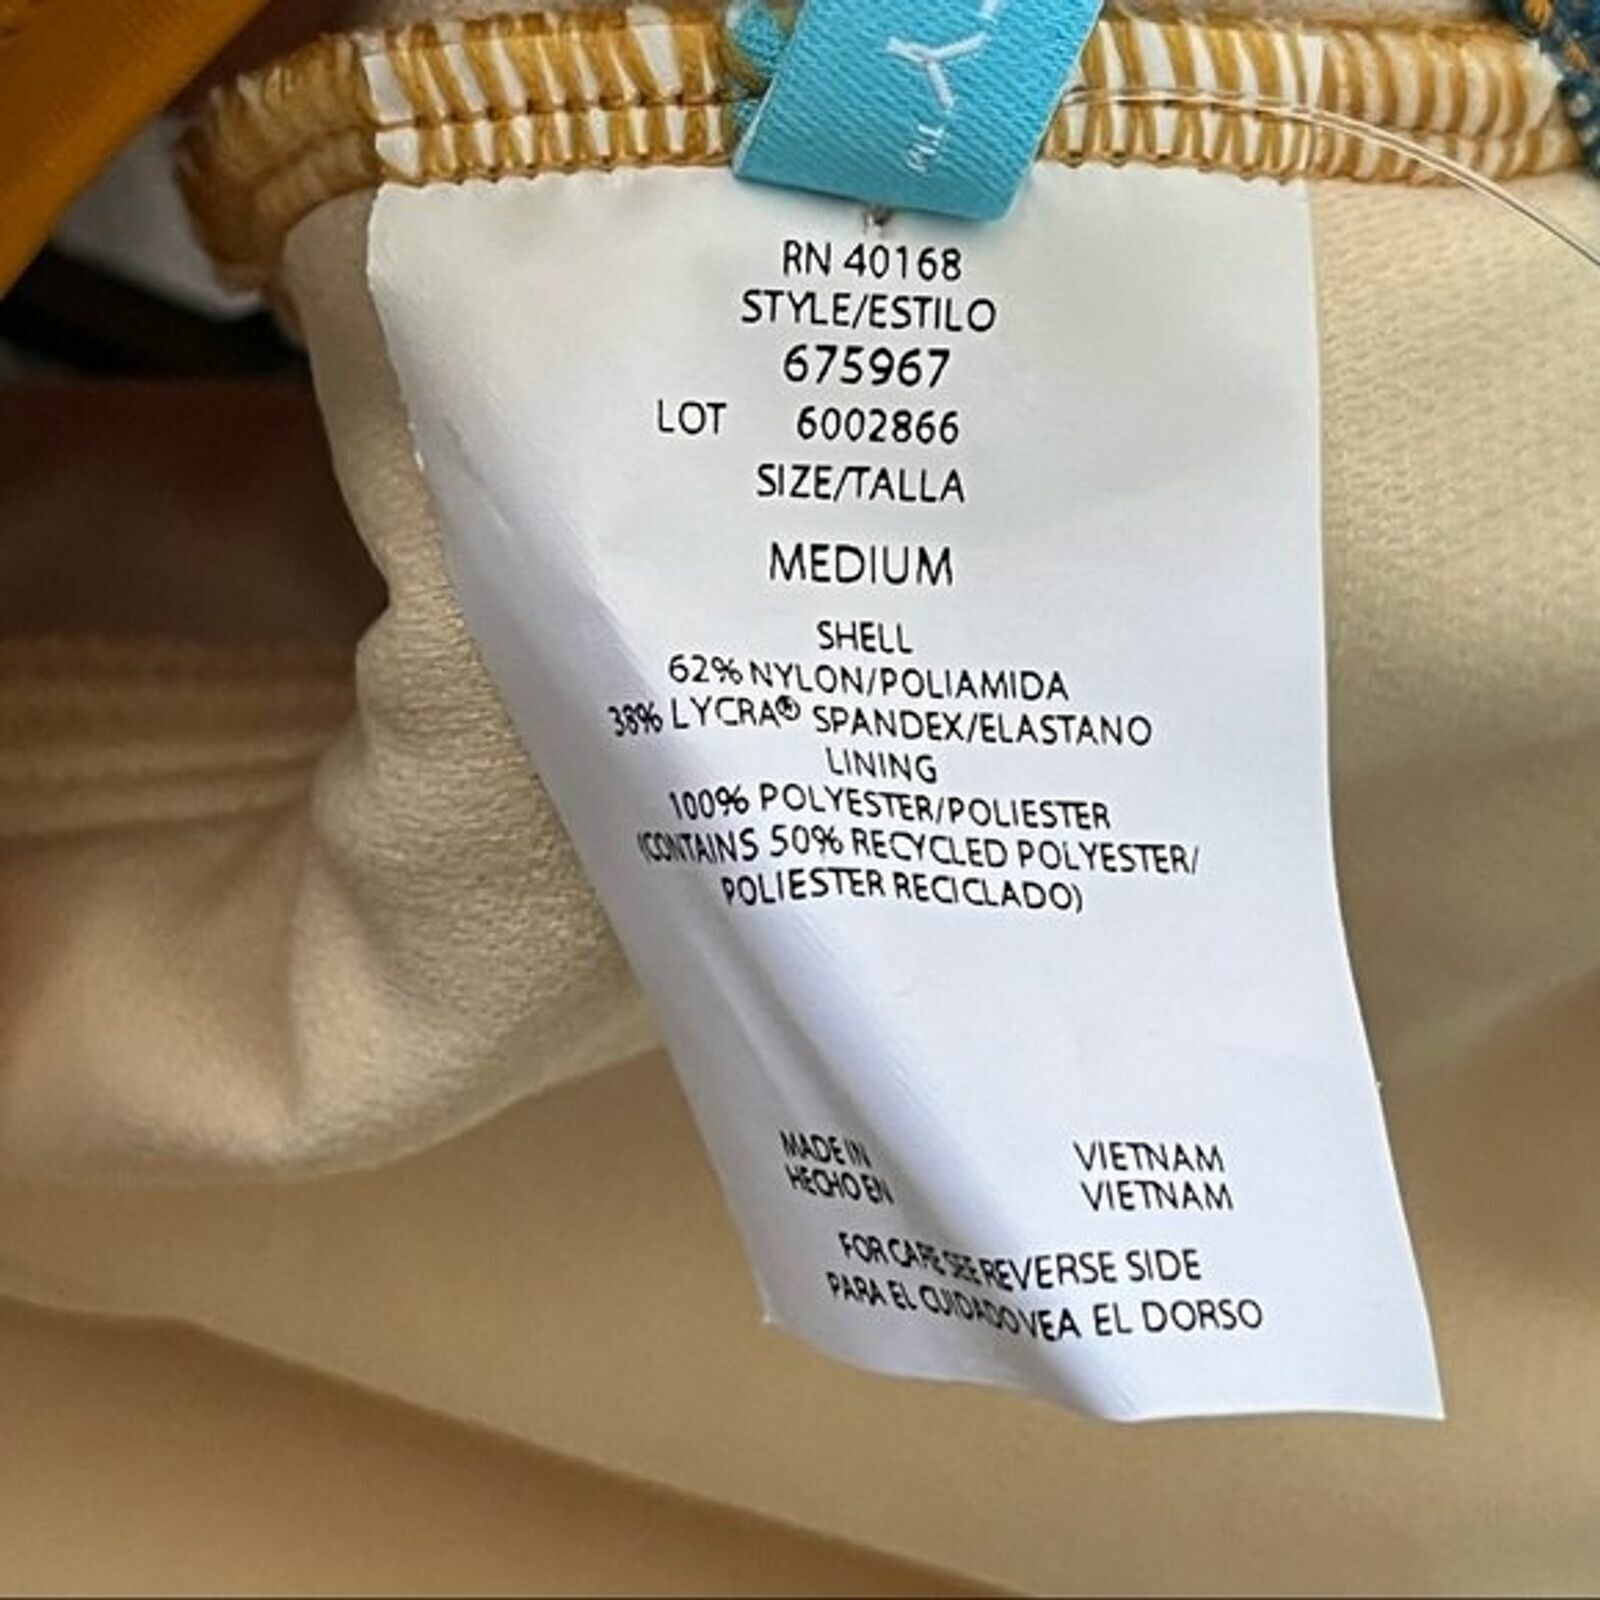 Y™
RN 40168
STYLE/ESTILO
675967
LOT 6002866
SIZE/TALLA
MEDIUM
SHELL
62% NYLON/POLIAMIDA
38% LYCRA® SPANDEX/ELASTANO
LINING
100% POLYESTER/POLIESTER
(CONTAINS 50% RECYCLED POLYESTER/
POLIESTER RECICLADO)
MADE IN VIETNAM
HECHO EN VIETNAM
FOR CARE SEE REVERSE SIDE
PARA EL CUIDADO VEA EL DORSO